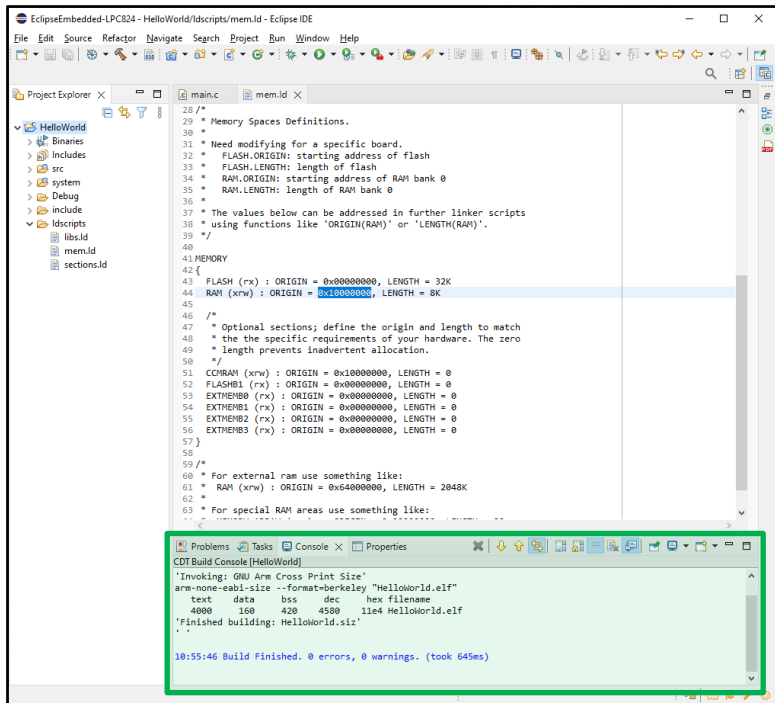 EclipseEmbedded-LPC824 - HelloWorld/ldscripts/mem.ld - Eclipse IDE
File Edit Source Refactor Navigate Search Project Run Window Help
Project Explorer
HelloWorld
Binaries
Includes
src
system
Debug
include
ldscripts
libs.ld
mem.ld
sections.ld
main.c mem.ld
28 /*
29 * Memory Spaces Definitions.
30 *
31 * Need modifying for a specific board.
32 * FLASH.ORIGIN: starting address of flash
33 * FLASH.LENGTH: length of flash
34 * RAM.ORIGIN: starting address of RAM bank 0
35 * RAM.LENGTH: length of RAM bank 0
36 *
37 * The values below can be addressed in further linker scripts
38 * using functions like 'ORIGIN(RAM)' or 'LENGTH(RAM)'.
39 */
40
41 MEMORY
42 {
43 FLASH (rx) : ORIGIN = 0x00000000, LENGTH = 32K
44 RAM (xrw) : ORIGIN = 0x10000000, LENGTH = 8K
45
46 /*
47 * Optional sections; define the origin and length to match
48 * the the specific requirements of your hardware. The zero
49 * length prevents inadvertent allocation.
50 */
51 CCMRAM (xrw) : ORIGIN = 0x10000000, LENGTH = 0
52 FLASHB1 (rx) : ORIGIN = 0x00000000, LENGTH = 0
53 EXTMEMB0 (rx) : ORIGIN = 0x00000000, LENGTH = 0
54 EXTMEMB1 (rx) : ORIGIN = 0x00000000, LENGTH = 0
55 EXTMEMB2 (rx) : ORIGIN = 0x00000000, LENGTH = 0
56 EXTMEMB3 (rx) : ORIGIN = 0x00000000, LENGTH = 0
57 }
58
59 /*
60 * For external ram use something like:
61 * RAM (xrw) : ORIGIN = 0x64000000, LENGTH = 2048K
62 *
63 * For special RAM areas use something like:
Problems Tasks Console Properties
CDT Build Console [HelloWorld]
'Invoking: GNU Arm Cross Print Size'
arm-none-eabi-size --format=berkeley "HelloWorld.elf"
text data bss dec hex filename
4000 160 420 4580 11e4 HelloWorld.elf
'Finished building: HelloWorld.siz'
' '
10:55:46 Build Finished. 0 errors, 0 warnings. (took 645ms)